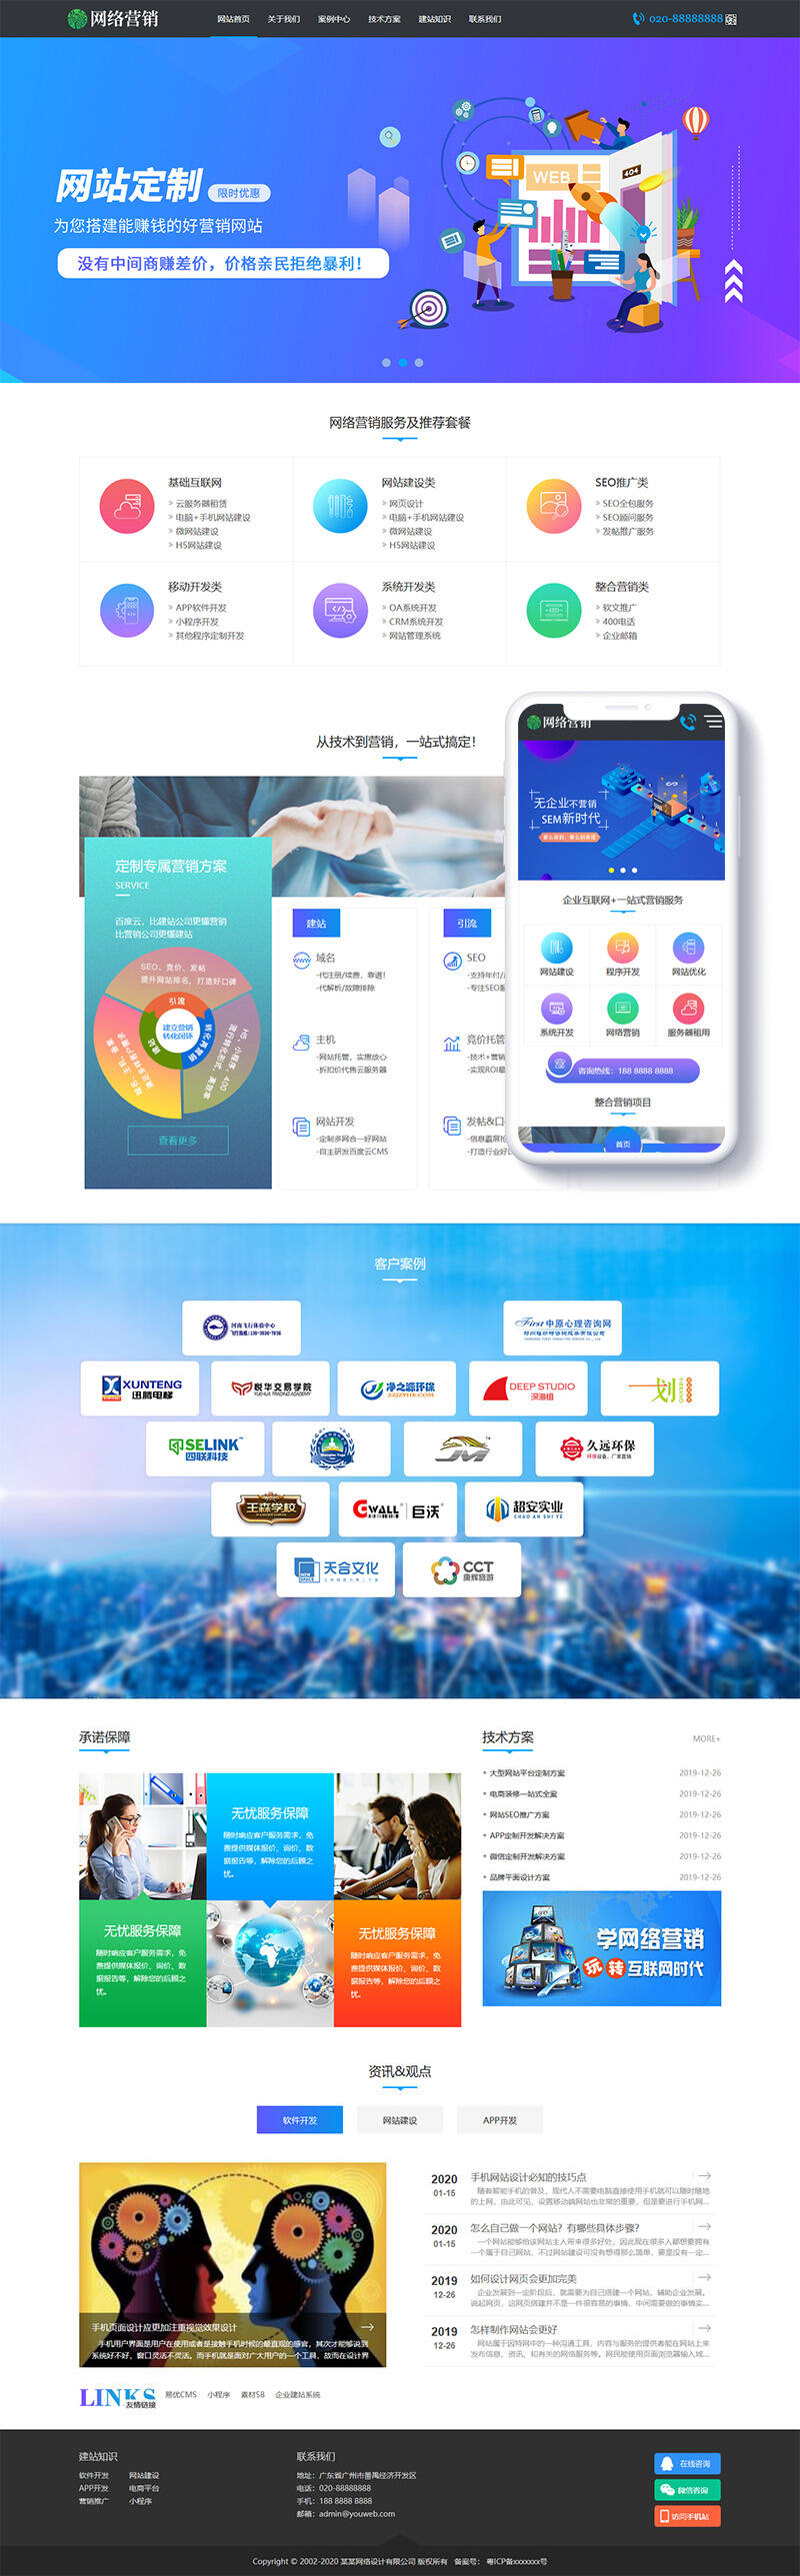 网络营销
网站首页 关于我们 案例中心 技术方案 建站知识 联系我们
020-88888888
网站定制 限时优惠
为您搭建能赚钱的好营销网站
没有中间商赚差价，价格亲民拒绝暴利！
WEB
404
网络营销服务及推荐套餐
基础互联网
» 云服务器租赁
» 电脑+手机网站建设
» 微网站建设
» H5网站建设
网站建设类
» 网页设计
» 电脑+手机网站建设
» 微网站建设
» H5网站建设
SEO推广类
» SEO全包服务
» SEO顾问服务
» 发帖推广服务
移动开发类
» APP软件开发
» 小程序开发
» 其他程序定制开发
系统开发类
» OA系统开发
» CRM系统开发
» 网站管理系统
整合营销类
» 软文推广
» 400电话
» 企业邮箱
从技术到营销，一站式搞定！
定制专属营销方案
SERVICE
百度云，比建站公司更懂营销
比营销公司更懂建站
SEO、竞价、发帖
提升网站排名，打造好口碑
引流
建立营销
转化闭环
查看更多
建站
域名
-代注册/续费，靠谱！
-代解析/故障排除
主机
-网站托管，实惠放心
-折扣价代售云服务器
网站开发
-定制多网合一好网站
-自主研发百度云CMS
引流
SEO
-支持年付/
-专注SEO
竞价托管
-技术+营销
-实现ROI最
发帖&口
-信息霸屏
-打造行业好
网络营销
无企业不营销
SEM新时代
企业互联网+一站式营销服务
网站建设 程序开发 网站优化
系统开发 网络营销 服务器租用
咨询热线：188 8888 8888
整合营销项目
首页
客户案例
河南飞行体验中心
First 中原心理咨询网
XUNTENG
迅腾电梯
悦华交易学院
YUEHUA TRADING ACADEMY
净之源环保
DEEP STUDIO
深海组
一划
SELINK
四联科技
JM
久远环保
王森学校
GWALL 巨沃
超安实业
CHAO AN SHI YE
天合文化
CCT
康辉旅游
承诺保障
无忧服务保障
随时响应客户服务需求，免
费提供媒体报价、询价、数
据报告等，解除您的后顾之
忧。
无忧服务保障
随时响应客户服务需求，免
费提供媒体报价、询价、数
据报告等，解除您的后顾之
忧。
无忧服务保障
随时响应客户服务需求，免
费提供媒体报价、询价、数
据报告等，解除您的后顾之
忧。
技术方案 MORE+
大型网站平台定制方案 2019-12-26
电商装修一站式全案 2019-12-26
网站SEO推广方案 2019-12-26
APP定制开发解决方案 2019-12-26
微信定制开发解决方案 2019-12-26
品牌平面设计方案 2019-12-26
学网络营销
玩转互联网时代
资讯&观点
软件开发 网站建设 APP开发
手机页面设计应更加注重视觉效果设计
手机用户界面是用户在使用或者是接触手机时候的最直观的感官，其次才能够说到
系统好不好、窗口灵活不灵活。而手机就是面对广大用户的一个工具，故而在设计界
2020
01-15
手机网站设计必知的技巧点
随着智能手机的普及，现代人不需要电脑直接使用手机就可以随时随地
的上网，由此可见，设置移动端网站也非常的重要，但是要进行手机网...
2020
01-15
怎么自己做一个网站？有哪些具体步骤？
一个网站能够给该网站主人带来很多好处，因此现在很多人都想要拥有
一个属于自己网站，不过网站建设可没有想得那么简单，要是没有一定...
2019
12-26
如何设计网页会更加完美
企业发展到一定阶段后，就需要为自己搭建一个网站，辅助企业发展。
说起网页，这网页搭建并不是一件很容易的事情，中间需要做的事情实...
2019
12-26
怎样制作网站会更好
网站属于因特网中的一种沟通工具，内容与服务的提供者能在网站上来
发布信息、资讯，和有关的网络服务等。网民能使用页面浏览器输入域...
LINKS 友情链接 易优CMS 小程序 素材58 企业建站系统
建站知识
软件开发 网站建设
APP开发 电商平台
营销推广 小程序
联系我们
地址：广东省广州市番禺经济开发区
电话：020-88888888
手机：188 8888 8888
邮箱：admin@youweb.com
在线咨询
微信咨询
访问手机站
Copyright © 2002-2020 某某网络设计有限公司 版权所有 备案号： 粤ICP备xxxxxxx号